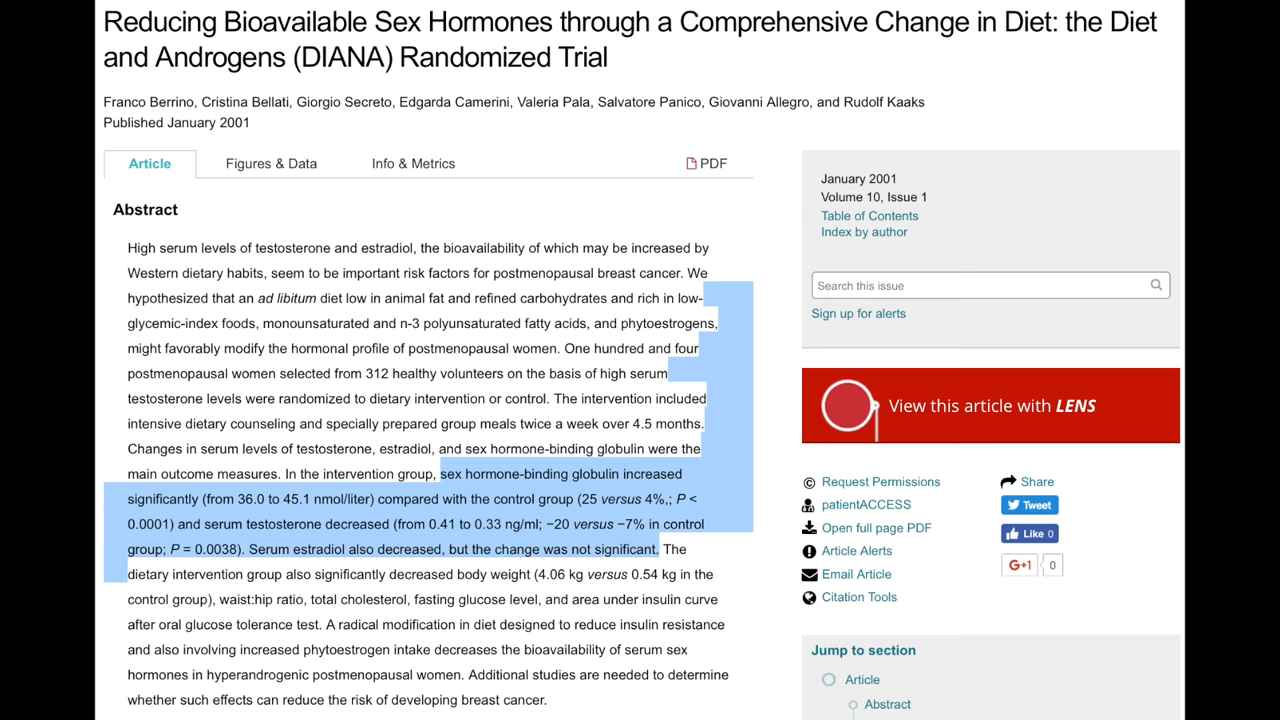 Reducing Bioavailable Sex Hormones through a Comprehensive Change in Diet: the Diet
and Androgens (DIANA) Randomized Trial
Franco Berrino, Cristina Bellati, Giorgio Secreto, Edgarda Camerini, Valeria Pala, Salvatore Panico, Giovanni Allegro, and Rudolf Kaaks
Published January 2001
Article
Figures & Data
Info & Metrics
PDF
Abstract
High serum levels of testosterone and estradiol, the bioavailability of which may be increased by
Western dietary habits, seem to be important risk factors for postmenopausal breast cancer. We
hypothesized that an ad libitum diet low in animal fat and refined carbohydrates and rich in low-
glycemic-index foods, monounsaturated and n-3 polyunsaturated fatty acids, and phytoestrogens,
might favorably modify the hormonal profile of postmenopausal women. One hundred and four
postmenopausal women selected from 312 healthy volunteers on the basis of high serum
testosterone levels were randomized to dietary intervention or control. The intervention included
intensive dietary counseling and specially prepared group meals twice a week over 4.5 months.
Changes in serum levels of testosterone, estradiol, and sex hormone-binding globulin were the
main outcome measures. In the intervention group, sex hormone-binding globulin increased
significantly (from 36.0 to 45.1 nmol/liter) compared with the control group (25 versus 4%,; P <
0.0001) and serum testosterone decreased (from 0.41 to 0.33 ng/ml; −20 versus −7% in control
group; P = 0.0038). Serum estradiol also decreased, but the change was not significant. The
dietary intervention group also significantly decreased body weight (4.06 kg versus 0.54 kg in the
control group), waist:hip ratio, total cholesterol, fasting glucose level, and area under insulin curve
after oral glucose tolerance test. A radical modification in diet designed to reduce insulin resistance
and also involving increased phytoestrogen intake decreases the bioavailability of serum sex
hormones in hyperandrogenic postmenopausal women. Additional studies are needed to determine
whether such effects can reduce the risk of developing breast cancer.
January 2001
Volume 10, Issue 1
Table of Contents
Index by author
Search this issue
Sign up for alerts
View this article with LENS
© Request Permissions
patientACCESS
Open full page PDF
Article Alerts
Email Article
Citation Tools
Share
Tweet
Like 0
G+1 0
Jump to section
Article
Abstract